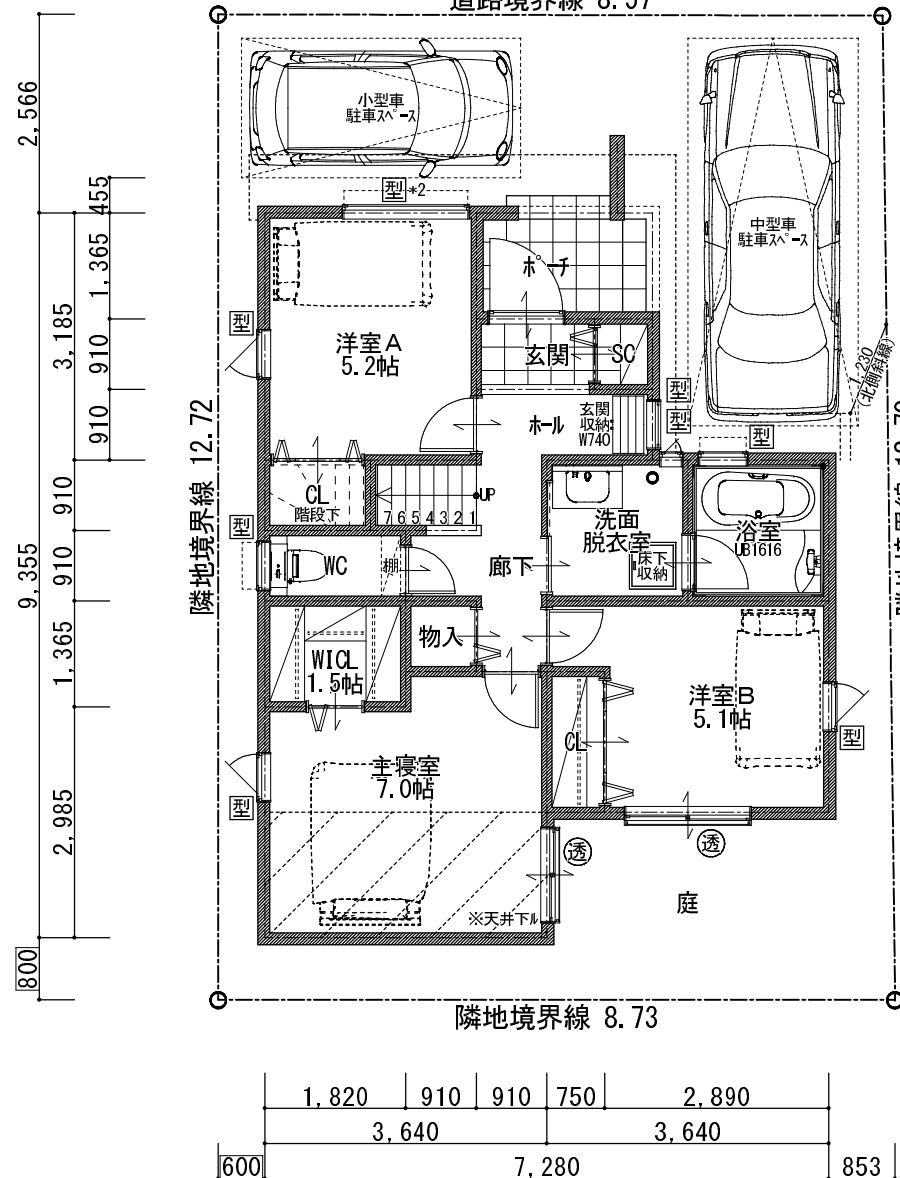 小型車
駐車ｽﾍﾟｰｽ
中型車
駐車ｽﾍﾟｰｽ
2,566
455
型*2
1,365
3,185
ポーチ
型
洋室A
5.2帖
玄関
SC
910
1,230
(北側斜線)
隣地境界線 12.72
型
型
910
ホール
玄関
収納
W740
型
CL
階段下
UP
7 6 5 4 3 2 1
洗面
脱衣室
浴室
UB1616
910
型
WC
棚
廊下
床下
収納
9,355
910
物入
WICL
1.5帖
1,365
洋室B
5.1帖
CL
型
主寝室
7.0帖
型
2,985
透
透
庭
※天井下ル
800
隣地境界線 8.73
1,820
910
910
750
2,890
3,640
3,640
600
7,280
853